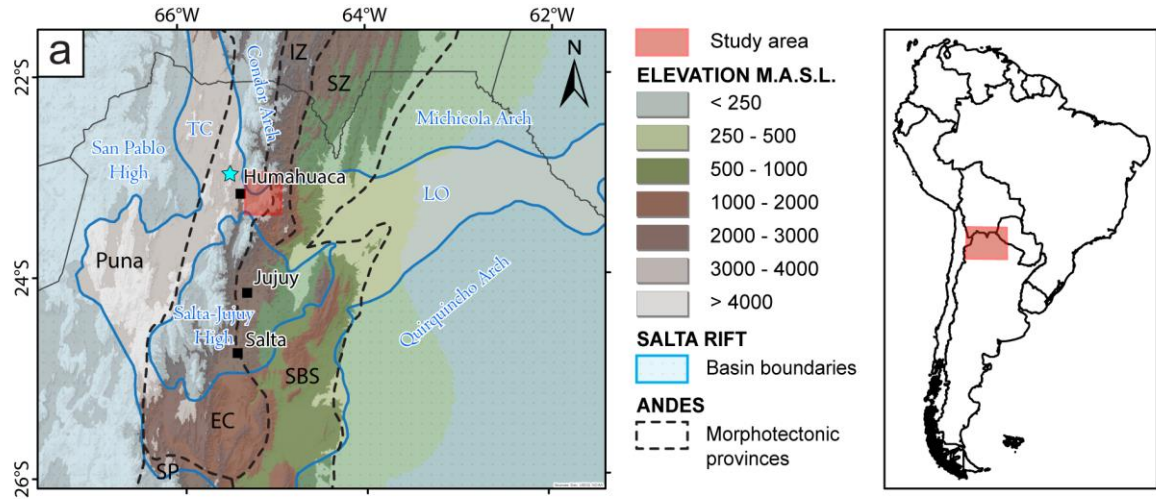 66°W
64°W
62°W
a
IZ
N
SZ
22°S
Condor Arch
Michicola Arch
TC
San Pablo
High
Humahuaca
LO
Puna
24°S
Jujuy
Salta-Jujuy
High
Salta
Quirquincho Arch
SBS
EC
SP
26°S
Study area
ELEVATION M.A.S.L.
< 250
250 - 500
500 - 1000
1000 - 2000
2000 - 3000
3000 - 4000
> 4000
SALTA RIFT
Basin boundaries
ANDES
Morphotectonic
provinces